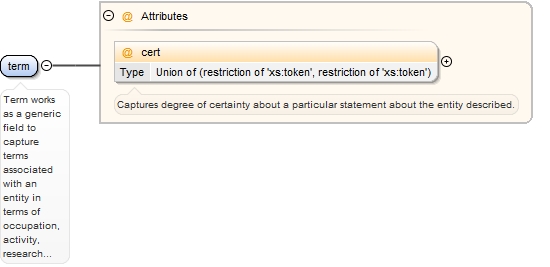 @ Attributes
@ cert
Type Union of (restriction of 'xs:token', restriction of 'xs:token')
Captures degree of certainty about a particular statement about the entity described.
term
Term works
as a generic
field to
capture
terms
associated
with an
entity in
terms of
occupation,
activity,
research...